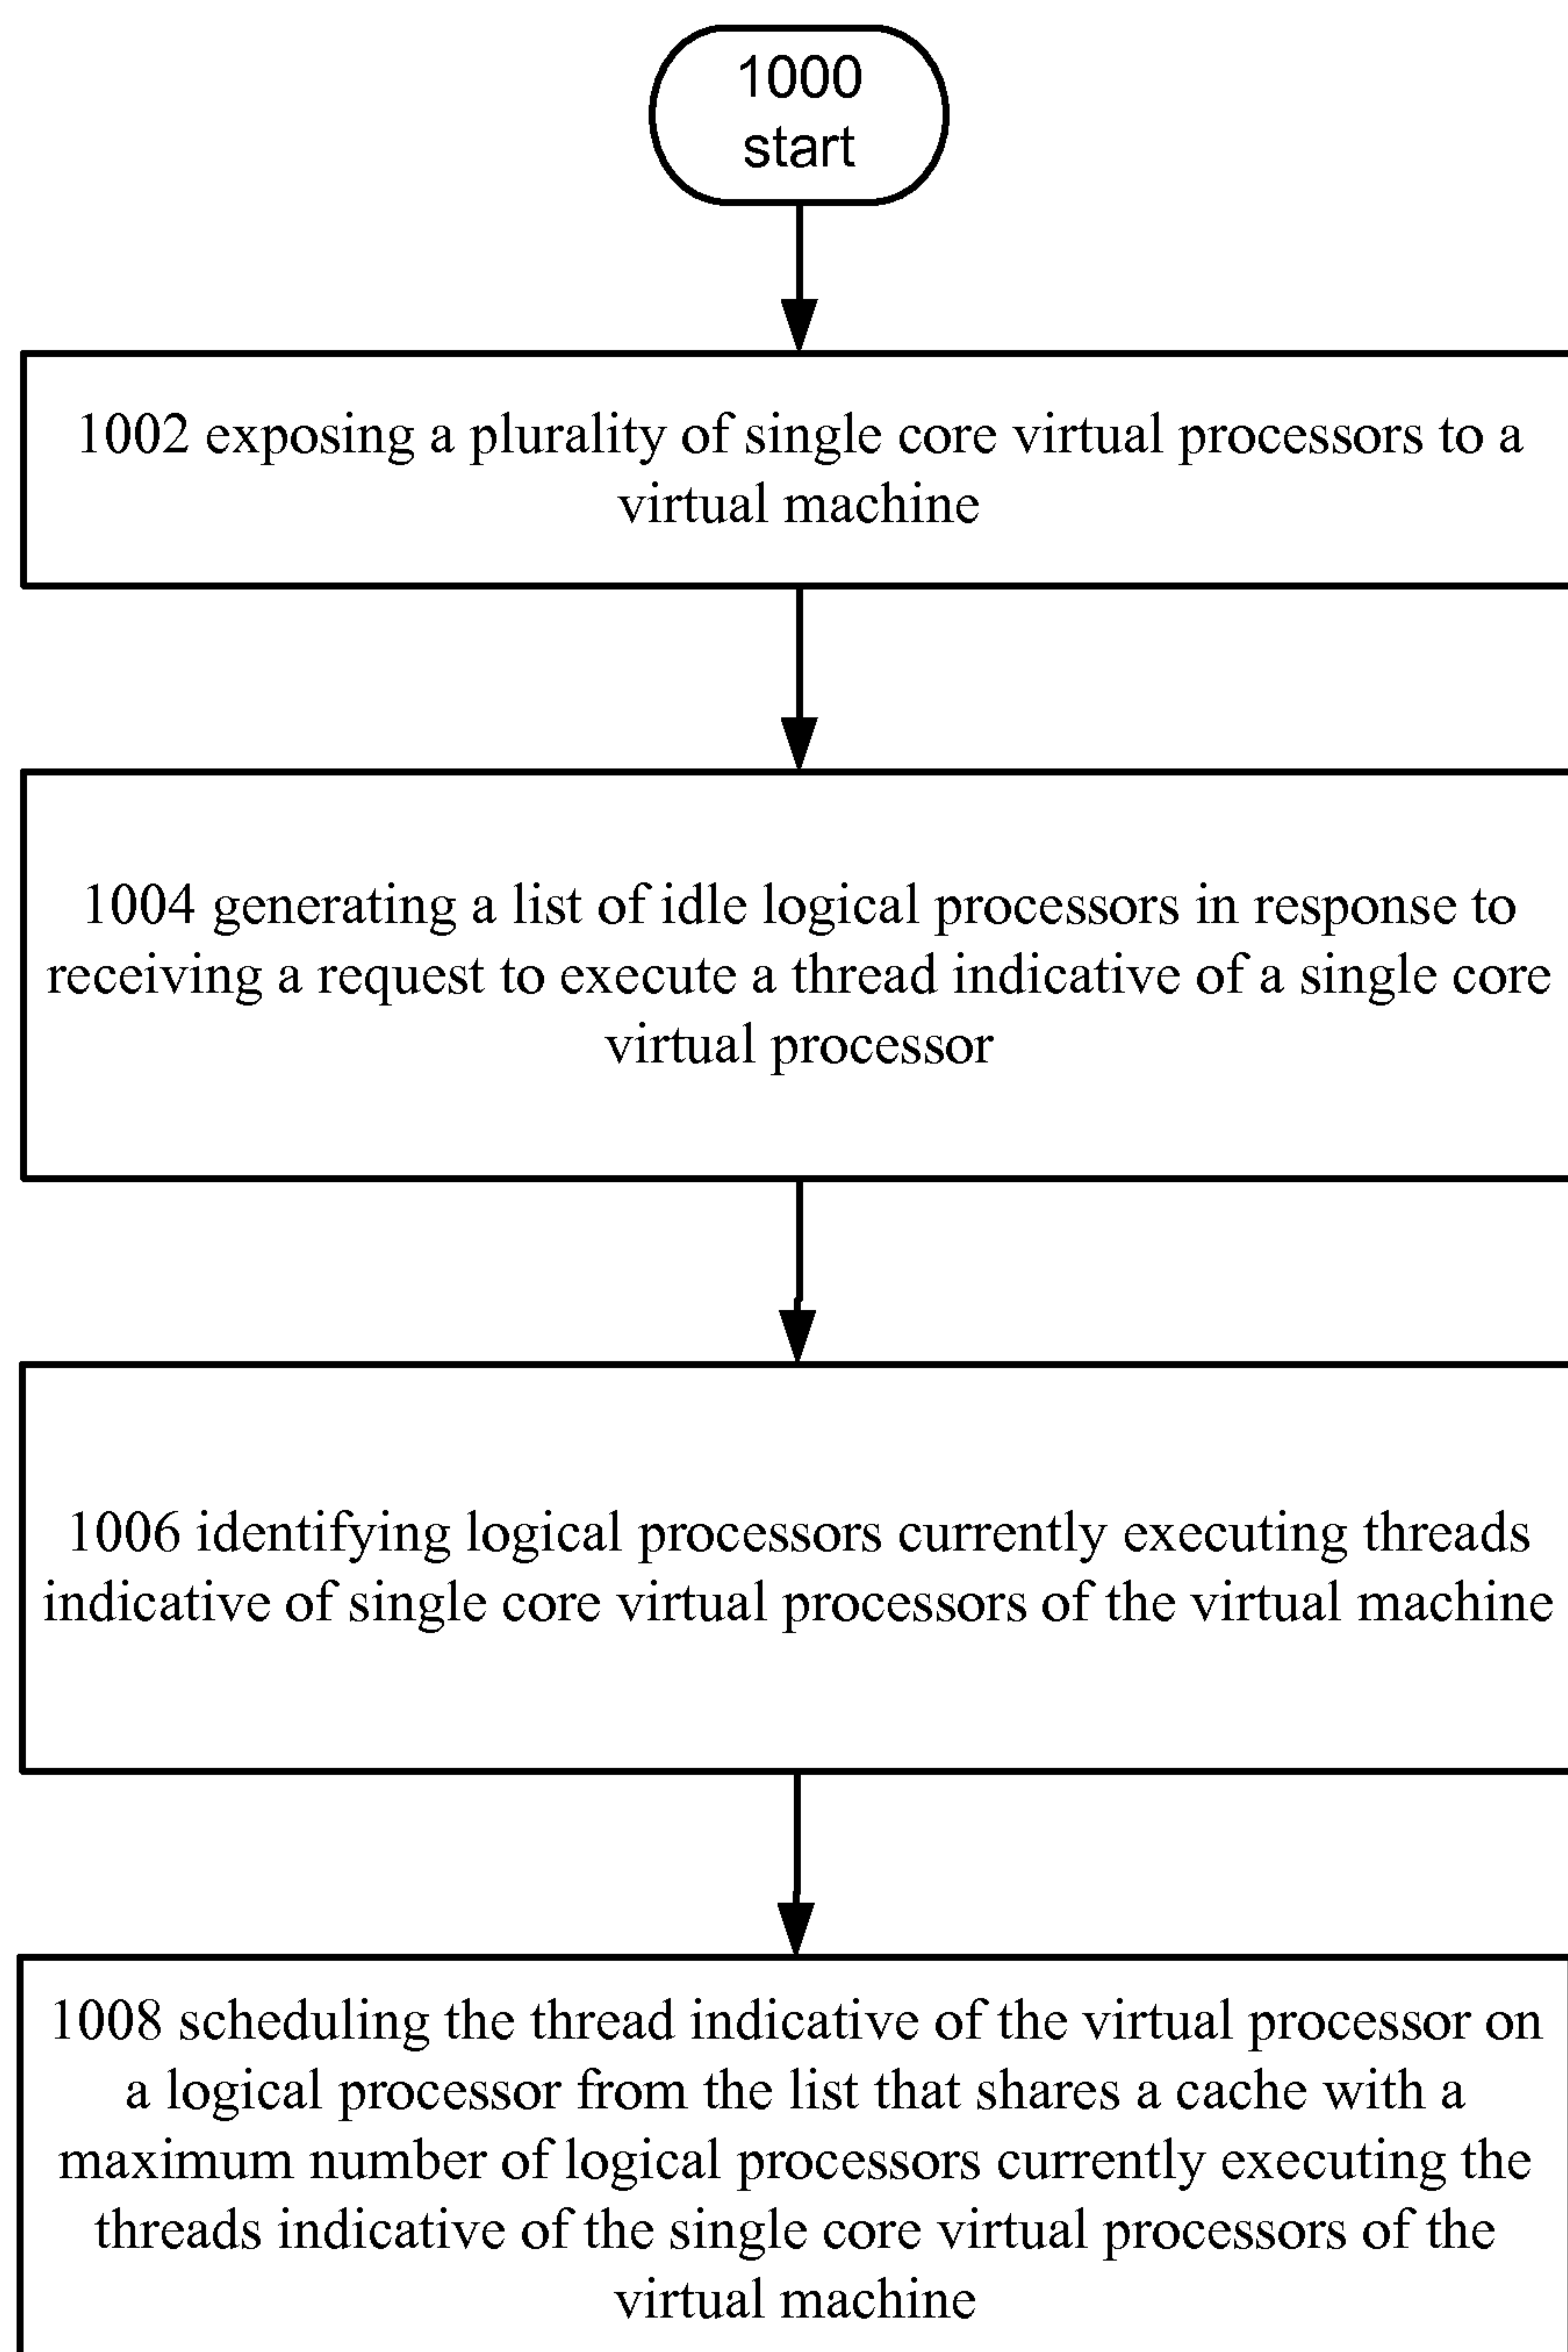 1000
start
1002 exposing a plurality of single core virtual processors to a
virtual machine
1004 generating a list of idle logical processors in response to
receiving a request to execute a thread indicative of a single core
virtual processor
1006 identifying logical processors currently executing threads
indicative of single core virtual processors of the virtual machine
1008 scheduling the thread indicative of the virtual processor on
a logical processor from the list that shares a cache with a
maximum number of logical processors currently executing the
threads indicative of the single core virtual processors of the
virtual machine